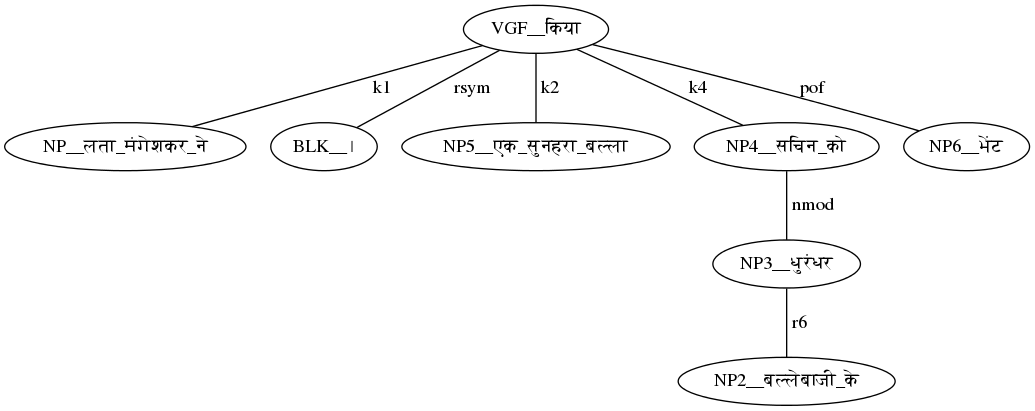 VGF__किया
k1 rsym k2 k4 pof
NP__लता_मंगेशकर_ने BLK__। NP5__एक_सुनहरा_बल्ला NP4__सचिन_को NP6__भेंट
nmod
NP3__धुरंधर
r6
NP2__बल्लेबाजी_के